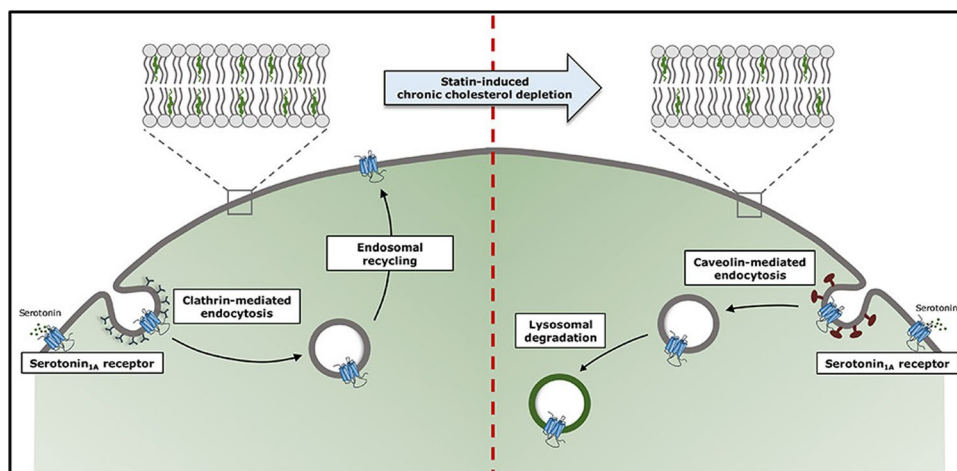 Statin-induced
chronic cholesterol depletion
Endosomal
recycling
Clathrin-mediated
endocytosis
Serotonin
Serotonin1A receptor
Caveolin-mediated
endocytosis
Lysosomal
degradation
Serotonin
Serotonin1A receptor